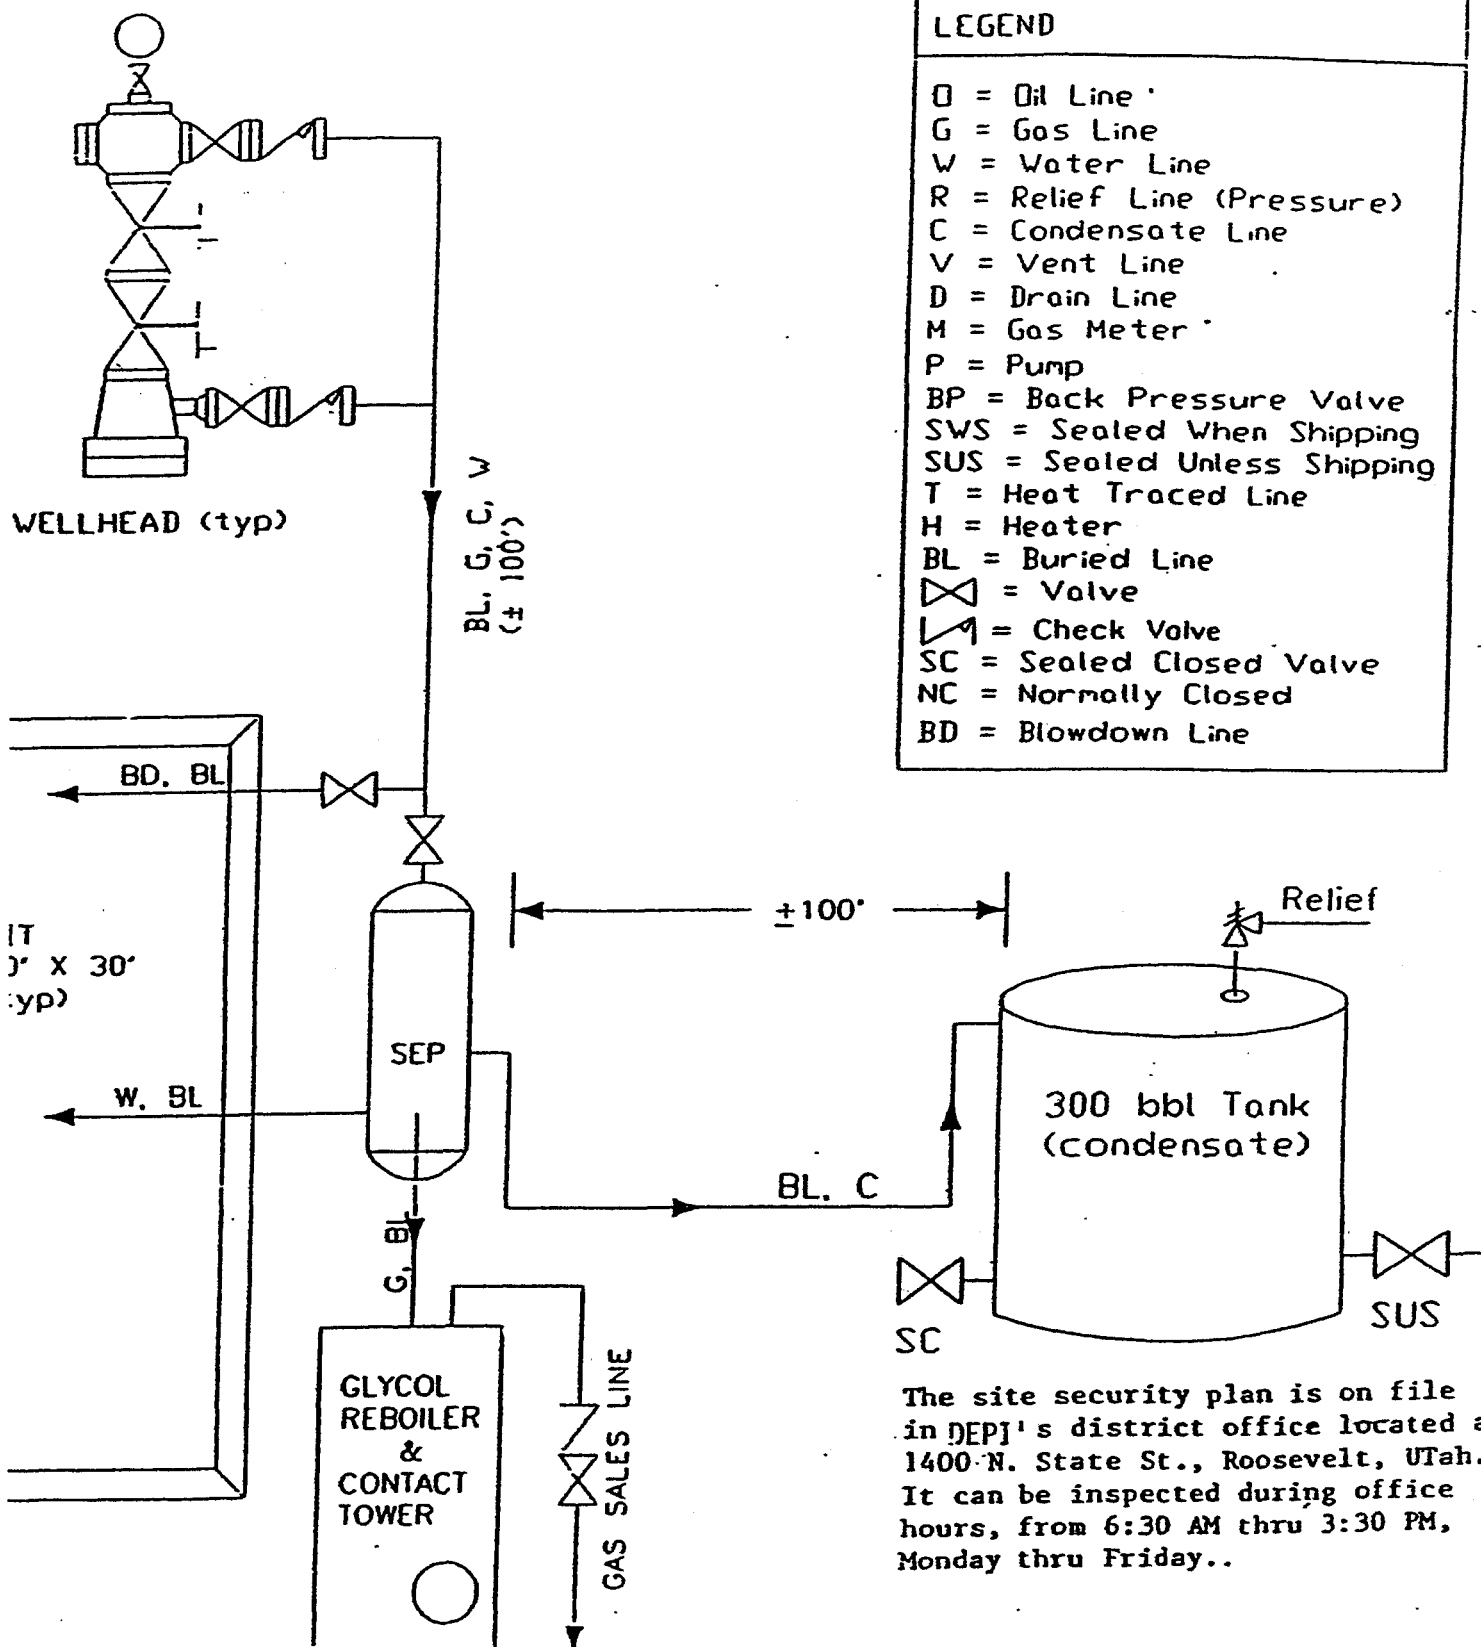 LEGEND
O = Oil Line
G = Gas Line
W = Water Line
R = Relief Line (Pressure)
C = Condensate Line
V = Vent Line
D = Drain Line
M = Gas Meter
P = Pump
BP = Back Pressure Valve
SWS = Sealed When Shipping
SUS = Sealed Unless Shipping
T = Heat Traced Line
H = Heater
BL = Buried Line
= Valve
= Check Valve
SC = Sealed Closed Valve
NC = Normally Closed
BD = Blowdown Line
WELLHEAD (typ)
BL, G, C, W
(± 100')
BD, BL
X 30'
SEP
W, BL
±100'
Relief
300 bbl Tank
(condensate)
BL, C
G, BL
SC
SUS
GLYCOL
REBOILER
&
CONTACT
TOWER
GAS SALES LINE
The site security plan is on file
in DEPI's district office located
1400 N. State St., Roosevelt, UTah.
It can be inspected during office
hours, from 6:30 AM thru 3:30 PM,
Monday thru Friday..